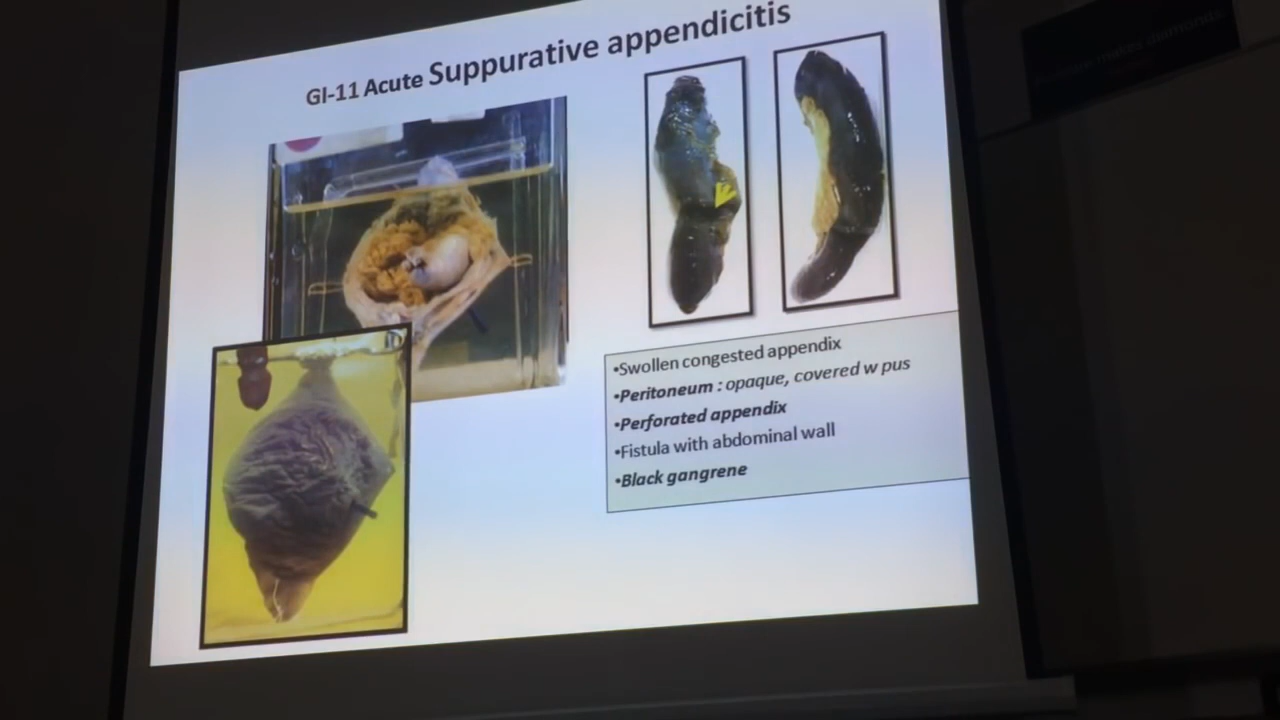 GI-11 Acute Suppurative appendicitis
•Swollen congested appendix
•Peritoneum : opaque, covered w pus
•Perforated appendix
•Fistula with abdominal wall
•Black gangrene